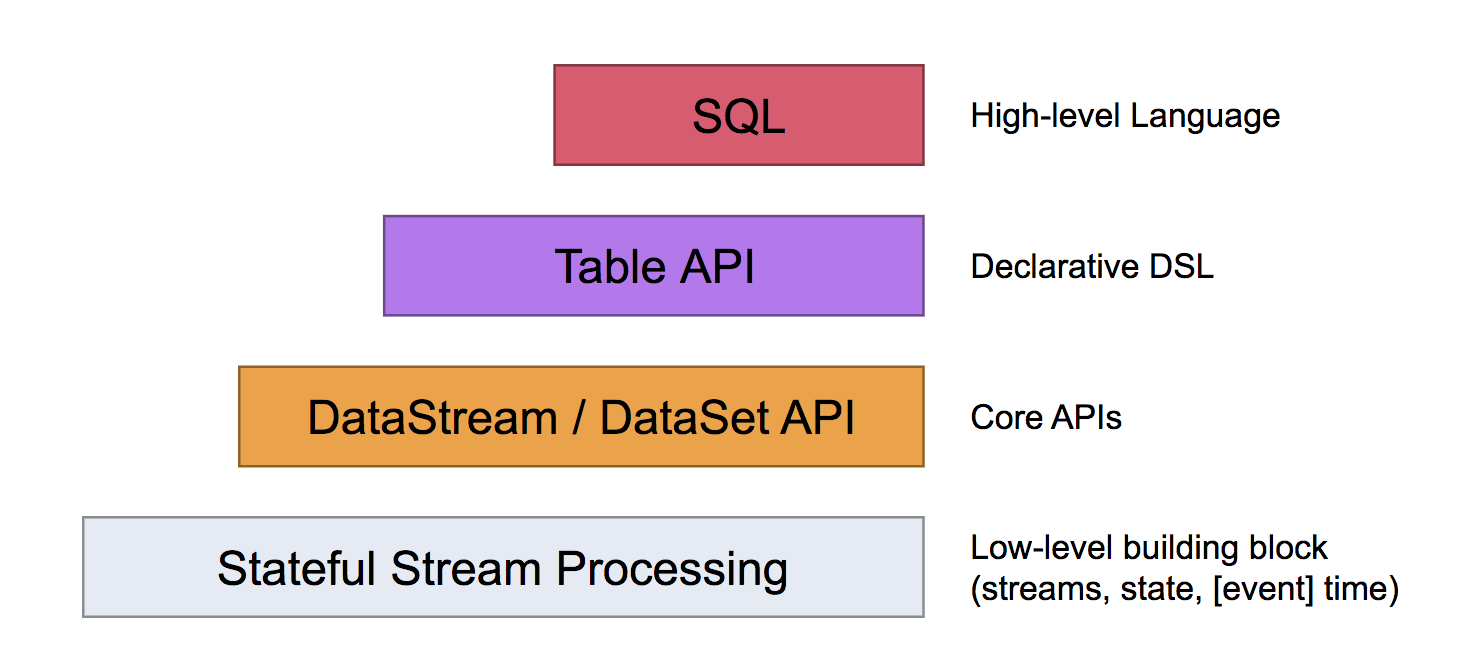 SQL
High-level Language
Table API
Declarative DSL
DataStream / DataSet API
Core APIs
Stateful Stream Processing
Low-level building block
(streams, state, [event] time)